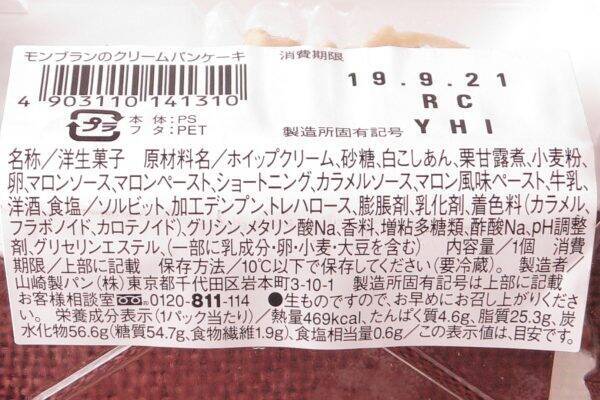 モンブランのクリームパンケーキ
消費期限
19.9.21
RC
4 903110 141310
プラ
本体:PS
フタ:PET
製造所固有記号 YHI
名称/洋生菓子 原材料名/ホイップクリーム、砂糖、白こしあん、栗甘露煮、小麦粉、
卵、マロンソース、マロンペースト、ショートニング、カラメルソース、マロン風味ペースト、牛乳、
洋酒、食塩/ソルビット、加工デンプン、トレハロース、膨脹剤、乳化剤、着色料(カラメル、
フラボノイド、カロテノイド)、グリシン、メタリン酸Na、香料、増粘多糖類、酢酸Na、pH調整
剤、グリセリンエステル、(一部に乳成分・卵・小麦・大豆を含む) 内容量/1個 消費
期限/上部に記載 保存方法/10℃以下で保存してください(要冷蔵)。 製造者/
山崎製パン(株)東京都千代田区岩本町3-10-1 製造所固有記号は上部に記載
お客様相談室 0120-811-114 ●生ものですので、お早めにお召し上がりくださ
い。 栄養成分表示(1パック当たり)/熱量469kcal、たんぱく質4.6g、脂質25.3g、炭
水化物56.6g(糖質54.7g、食物繊維1.9g)、食塩相当量0.6g/この表示値は、目安です。